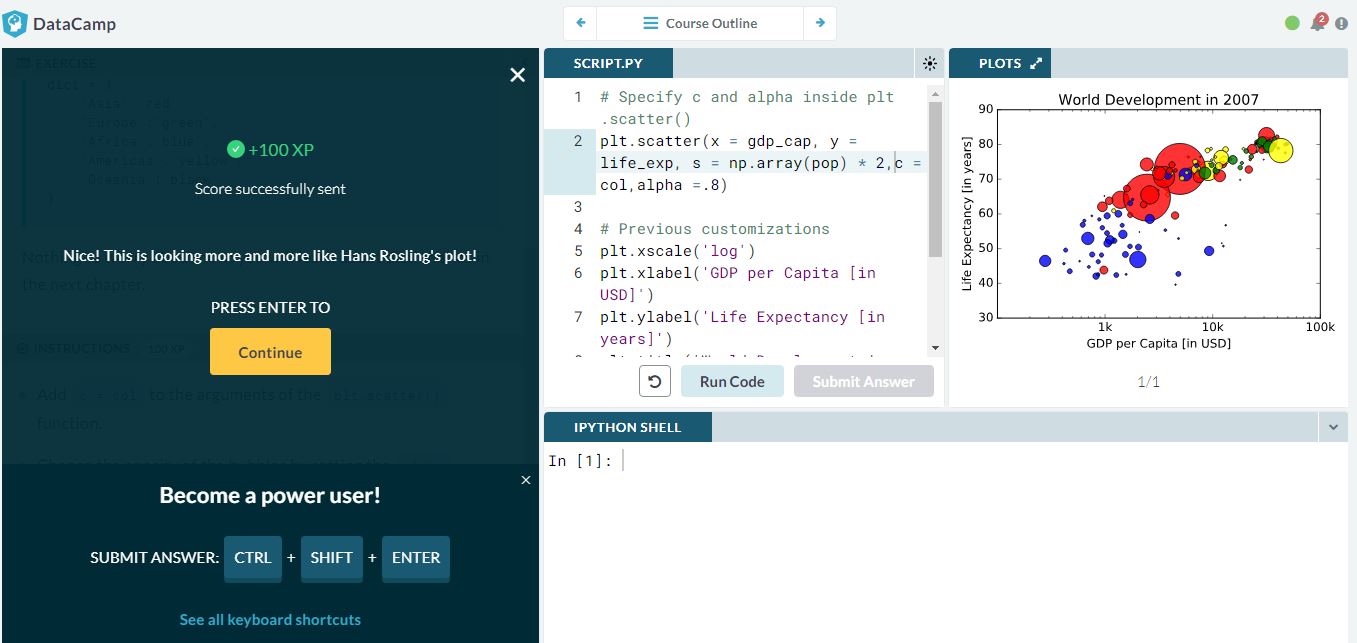 DataCamp
Course Outline
2
EXERCISE
dict = {
'Asia':'red',
'Europe':'green',
'Africa':'blue',
'Americas':'yellow',
'Oceania':'black'
}
+100 XP
Score successfully sent
Nice! This is looking more and more like Hans Rosling's plot!
the next chapter.
PRESS ENTER TO
Continue
INSTRUCTIONS 100 XP
Add c = col to the arguments of the plt.scatter()
function.
Become a power user!
SUBMIT ANSWER: CTRL + SHIFT + ENTER
See all keyboard shortcuts
SCRIPT.PY
1 # Specify c and alpha inside plt
.scatter()
2 plt.scatter(x = gdp_cap, y =
life_exp, s = np.array(pop) * 2,c =
col,alpha =.8)
3
4 # Previous customizations
5 plt.xscale('log')
6 plt.xlabel('GDP per Capita [in
USD]')
7 plt.ylabel('Life Expectancy [in
years]')
Run Code
Submit Answer
PLOTS
World Development in 2007
Life Expectancy [in years]
90
80
70
60
50
40
30
1k 10k 100k
GDP per Capita [in USD]
1/1
IPYTHON SHELL
In [1]: